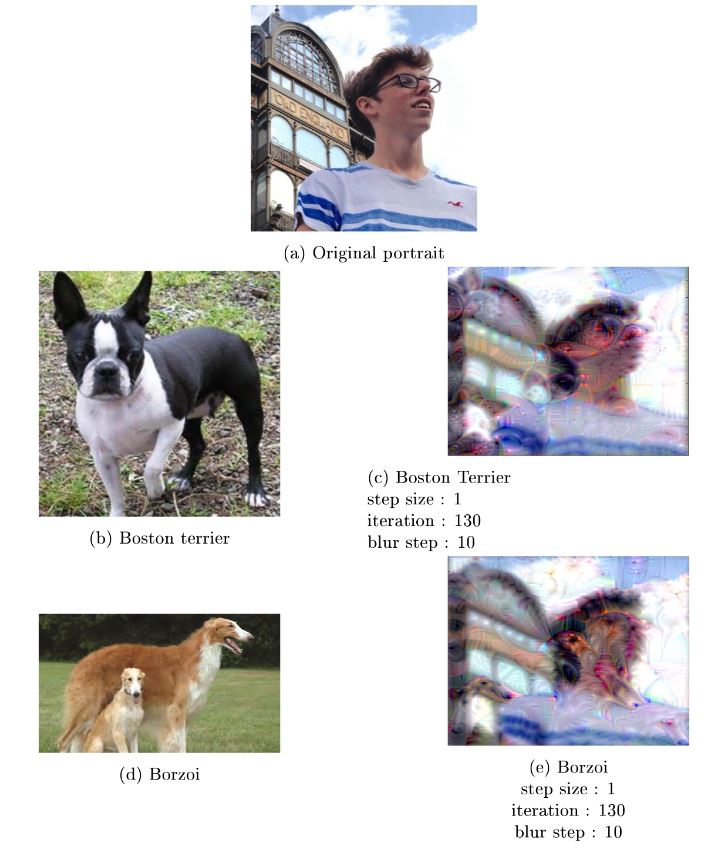 OLD ENGLAND
(a) Original portrait
(b) Boston terrier
(c) Boston Terrier
step size : 1
iteration : 130
blur step : 10
(d) Borzoi
(e) Borzoi
step size : 1
iteration : 130
blur step : 10